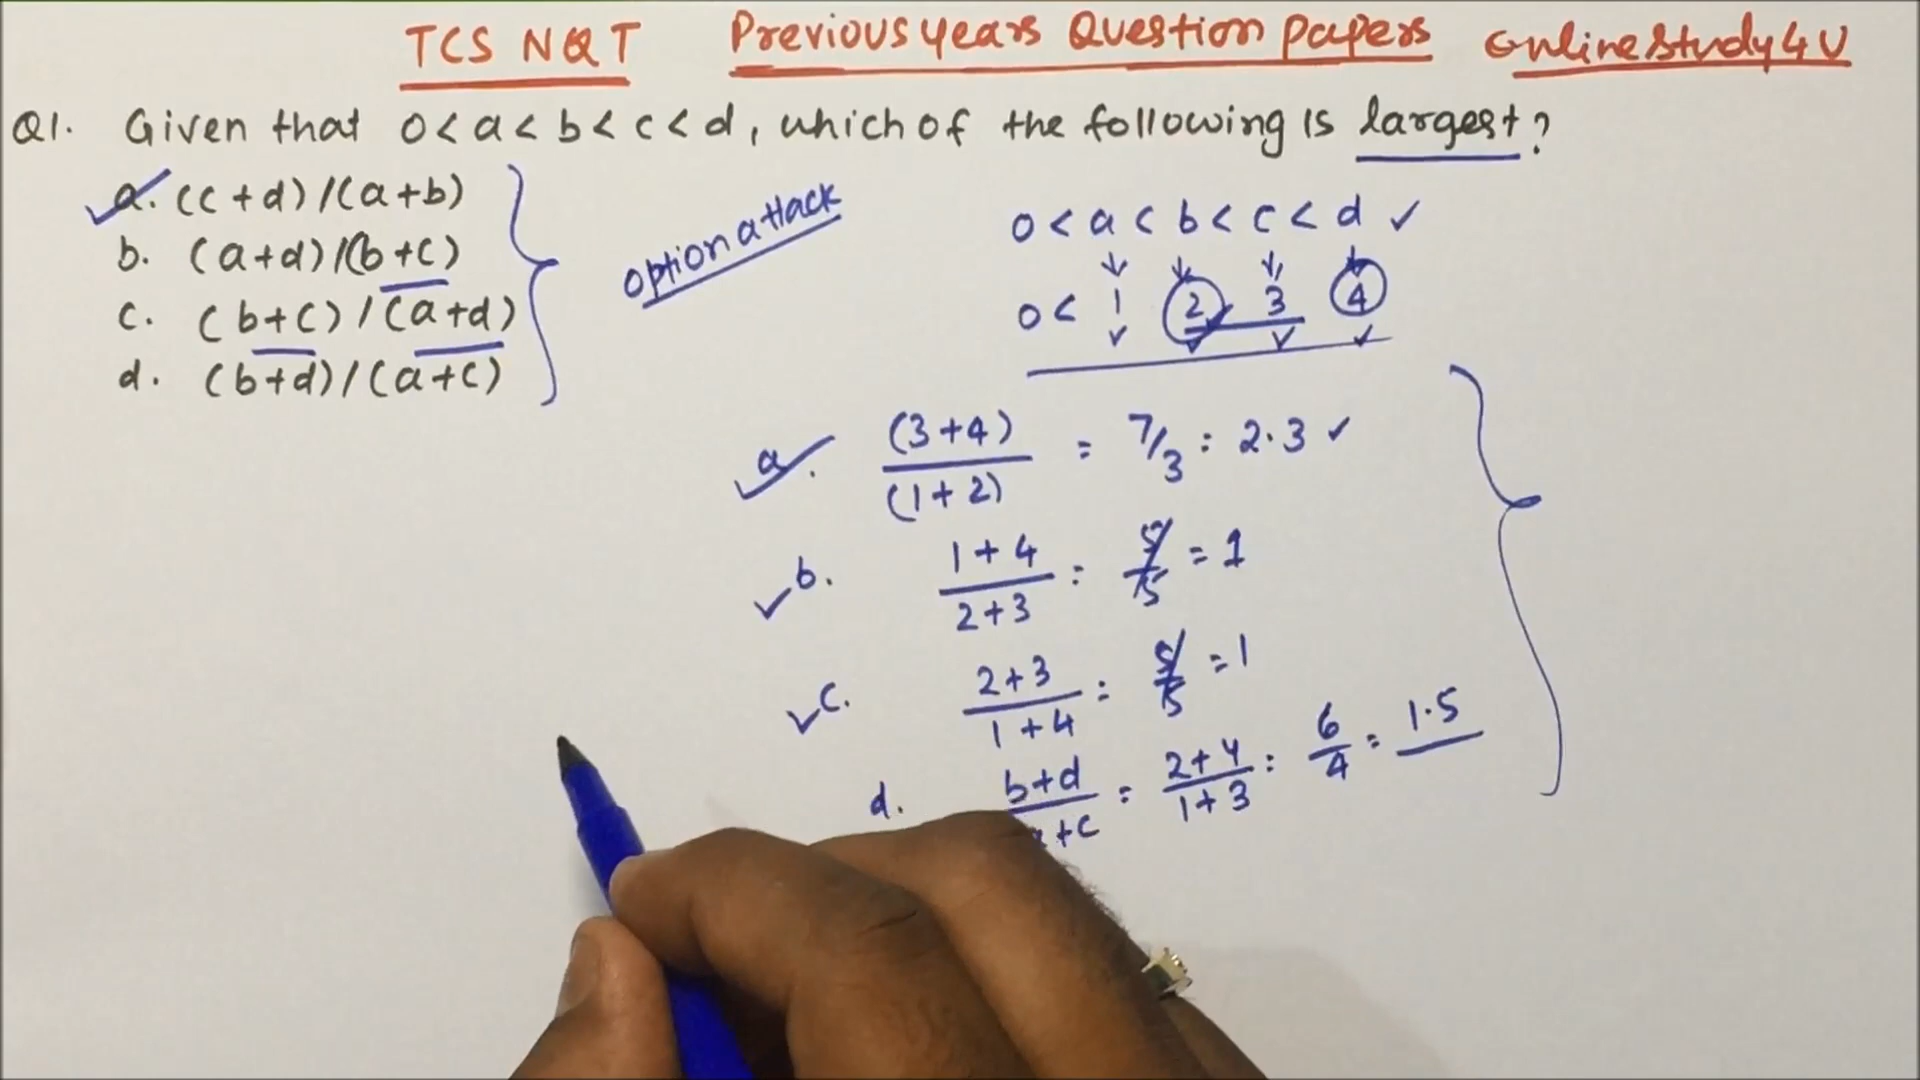 TCS NQT Previous years Question papers Onlinestudy4U
Q1. Given that 0<a<b<c<d, which of the following is largest?
a. (c+d)/(a+b)
b. (a+d)/(b+c)
c. (b+c)/(a+d)
d. (b+d)/(a+c)
option attack
0<a<b<c<d ✓
0< 1 2 3 4
a. (3+4)/(1+2) = 7/3 = 2.3 ✓
✓b. 1+4/2+3 = 5/5 = 1
✓c. 2+3/1+4 = 5/5 = 1
d. b+d/a+c = 2+4/1+3 = 6/4 = 1.5